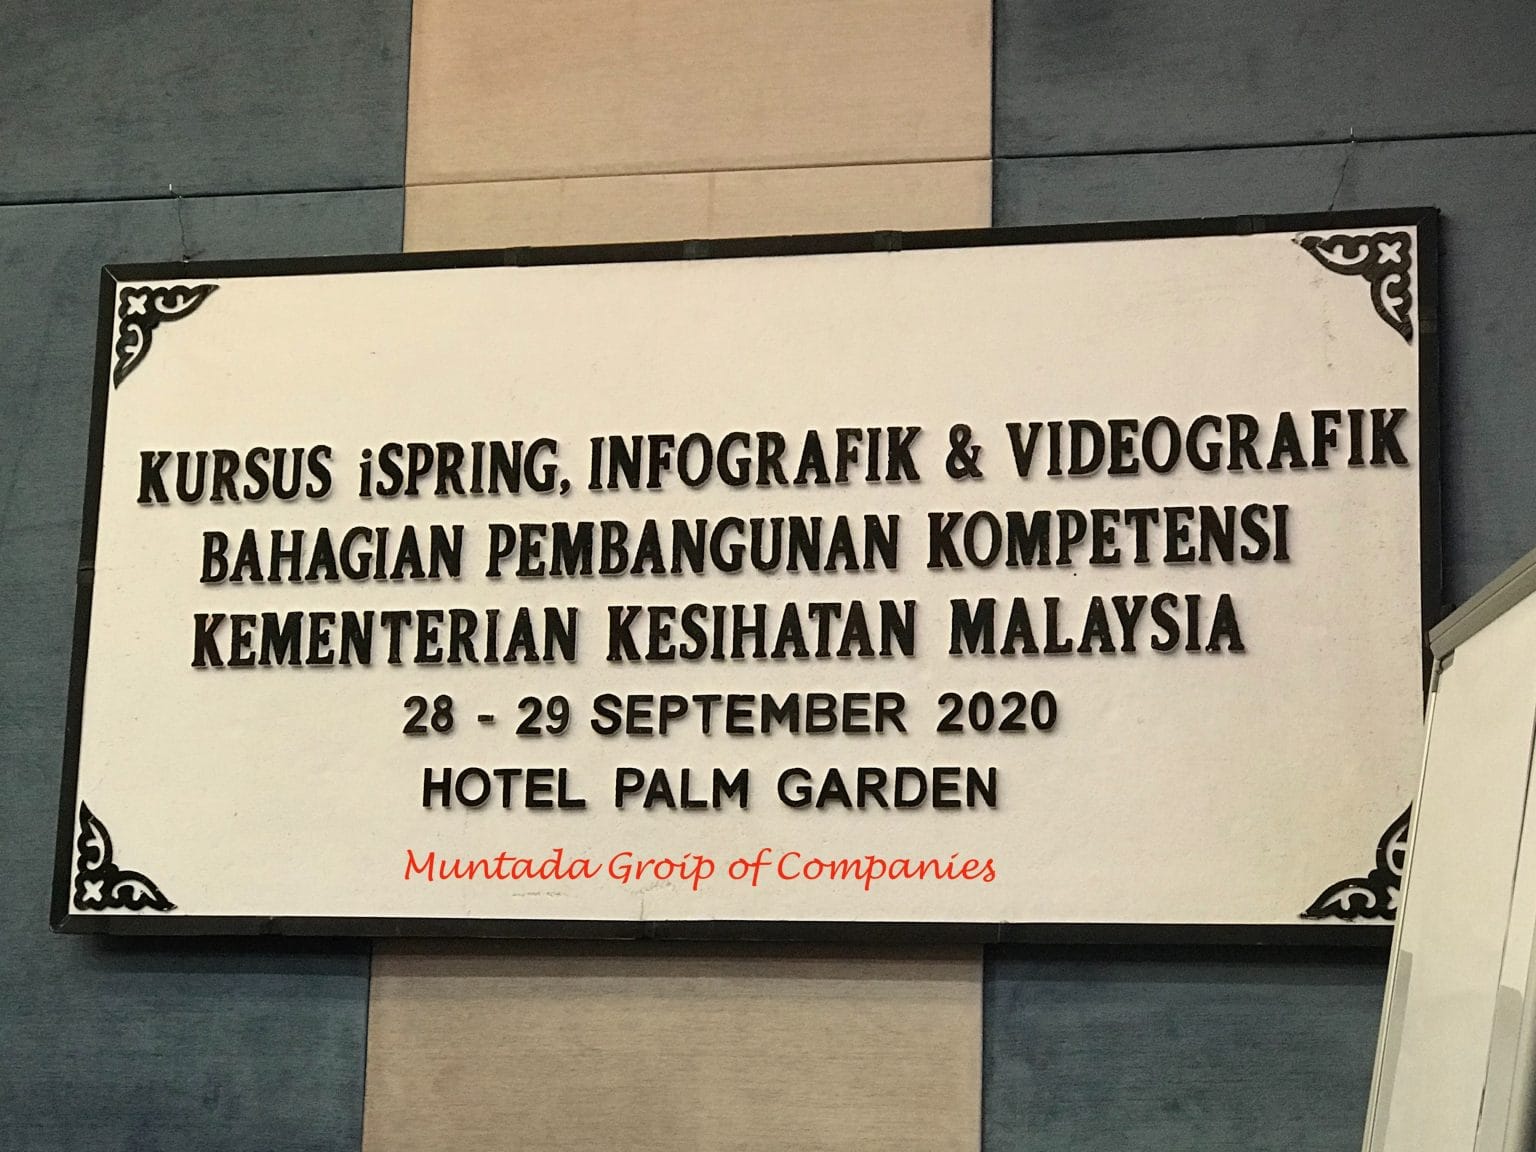 KURSUS iSPRING, INFOGRAFIK & VIDEOGRAFIK
BAHAGIAN PEMBANGUNAN KOMPETENSI
KEMENTERIAN KESIHATAN MALAYSIA
28 - 29 SEPTEMBER 2020
HOTEL PALM GARDEN
Muntada Groip of Companies